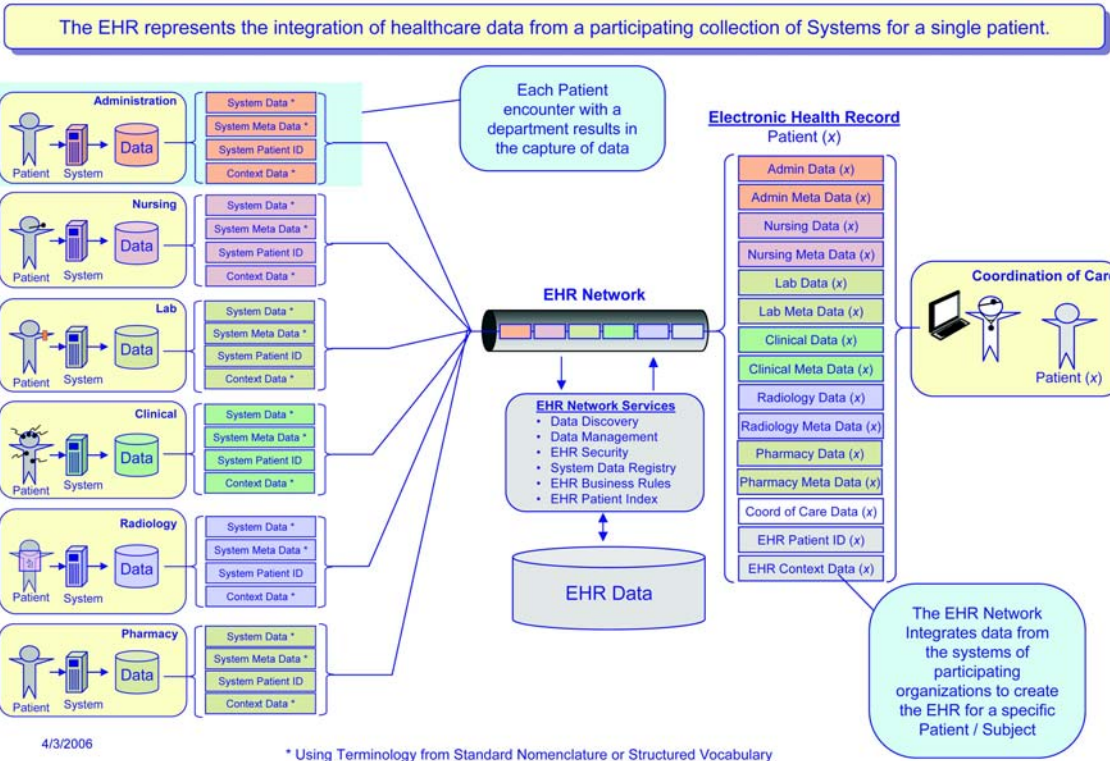 The EHR represents the integration of healthcare data from a participating collection of Systems for a single patient.
Administration
Patient
System
Data
System Data *
System Meta Data *
System Patient ID
Context Data *
Each Patient
encounter with a
department results in
the capture of data
Nursing
Patient
System
Data
System Data *
System Meta Data *
System Patient ID
Context Data *
Lab
Patient
System
Data
System Data *
System Meta Data *
System Patient ID
Context Data *
Clinical
Patient
System
Data
System Data *
System Meta Data *
System Patient ID
Context Data *
Radiology
Patient
System
Data
System Data *
System Meta Data *
System Patient ID
Context Data *
Pharmacy
Patient
System
Data
System Data *
System Meta Data *
System Patient ID
Context Data *
EHR Network
EHR Network Services
• Data Discovery
• Data Management
• EHR Security
• System Data Registry
• EHR Business Rules
• EHR Patient Index
EHR Data
Electronic Health Record
Patient (x)
Admin Data (x)
Admin Meta Data (x)
Nursing Data (x)
Nursing Meta Data (x)
Lab Data (x)
Lab Meta Data (x)
Clinical Data (x)
Clinical Meta Data (x)
Radiology Data (x)
Radiology Meta Data (x)
Pharmacy Data (x)
Pharmacy Meta Data (x)
Coord of Care Data (x)
EHR Patient ID (x)
EHR Context Data (x)
Coordination of Care
Patient (x)
The EHR Network
Integrates data from
the systems of
participating
organizations to create
the EHR for a specific
Patient / Subject
4/3/2006
* Using Terminology from Standard Nomenclature or Structured Vocabulary